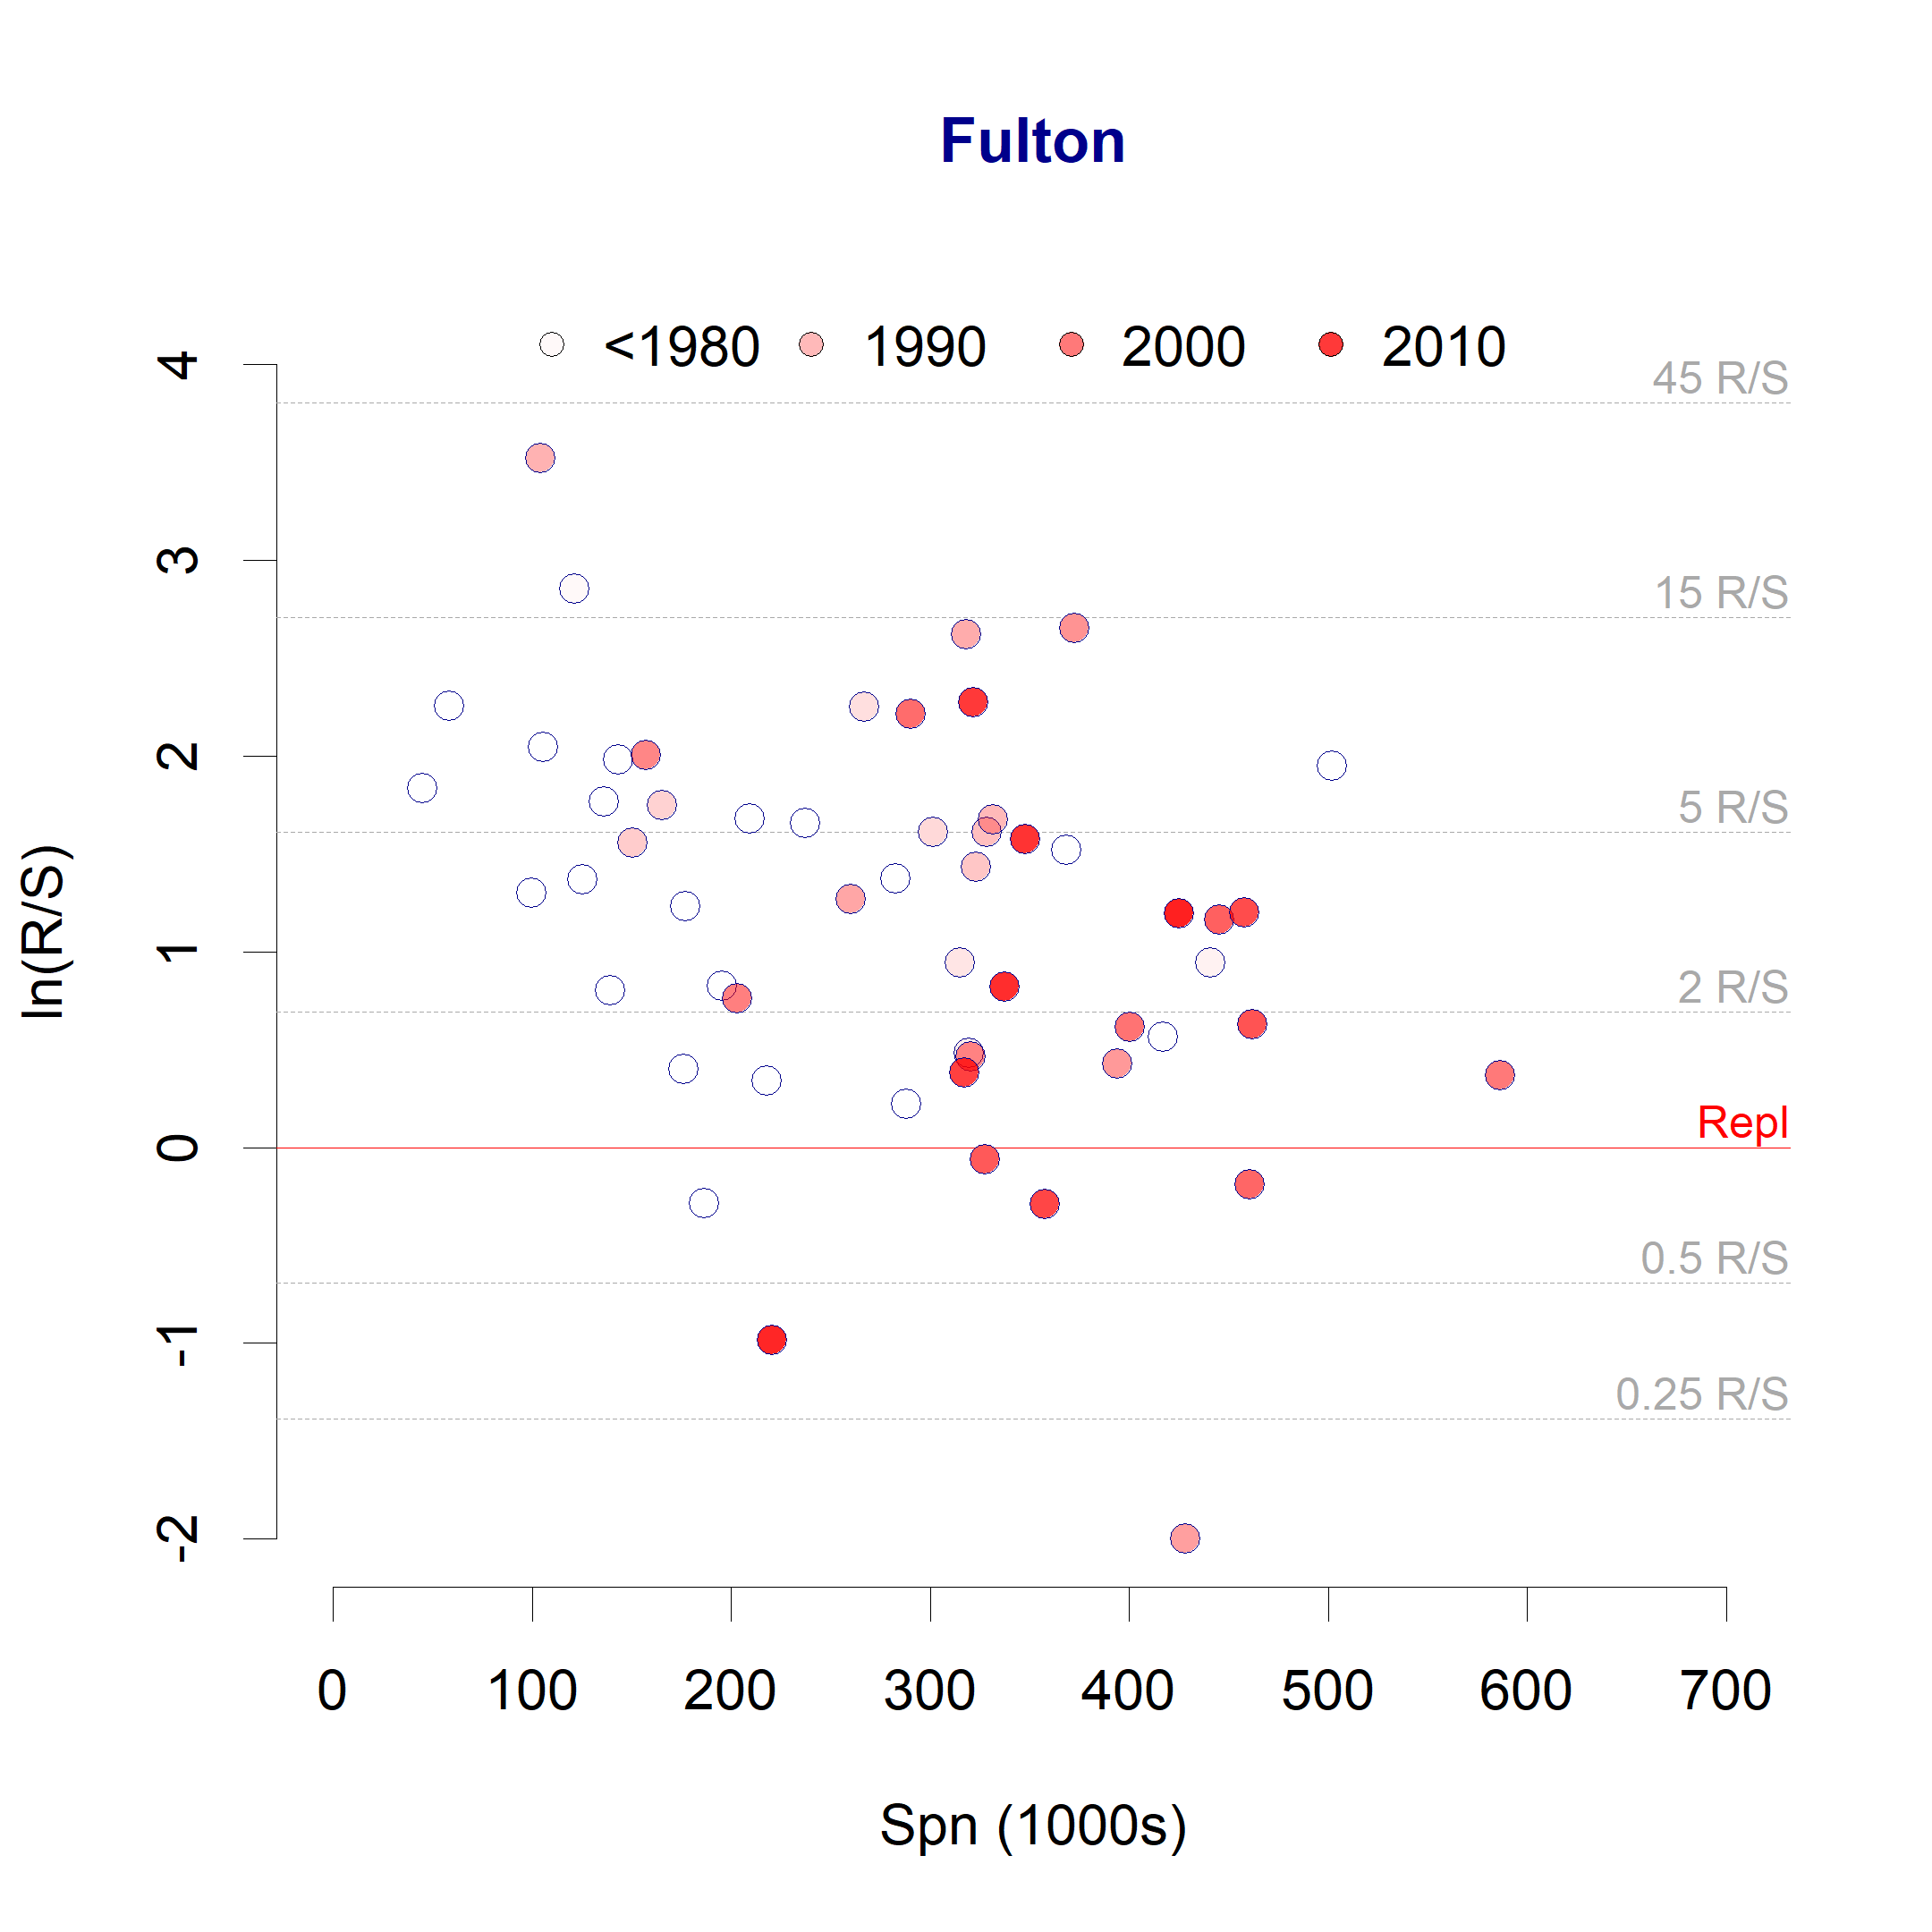 Fulton
<1980 1990 2000 2010
45 R/S
15 R/S
5 R/S
2 R/S
Repl
0.5 R/S
0.25 R/S
4
3
2
1
0
-1
-2
ln(R/S)
0 100 200 300 400 500 600 700
Spn (1000s)